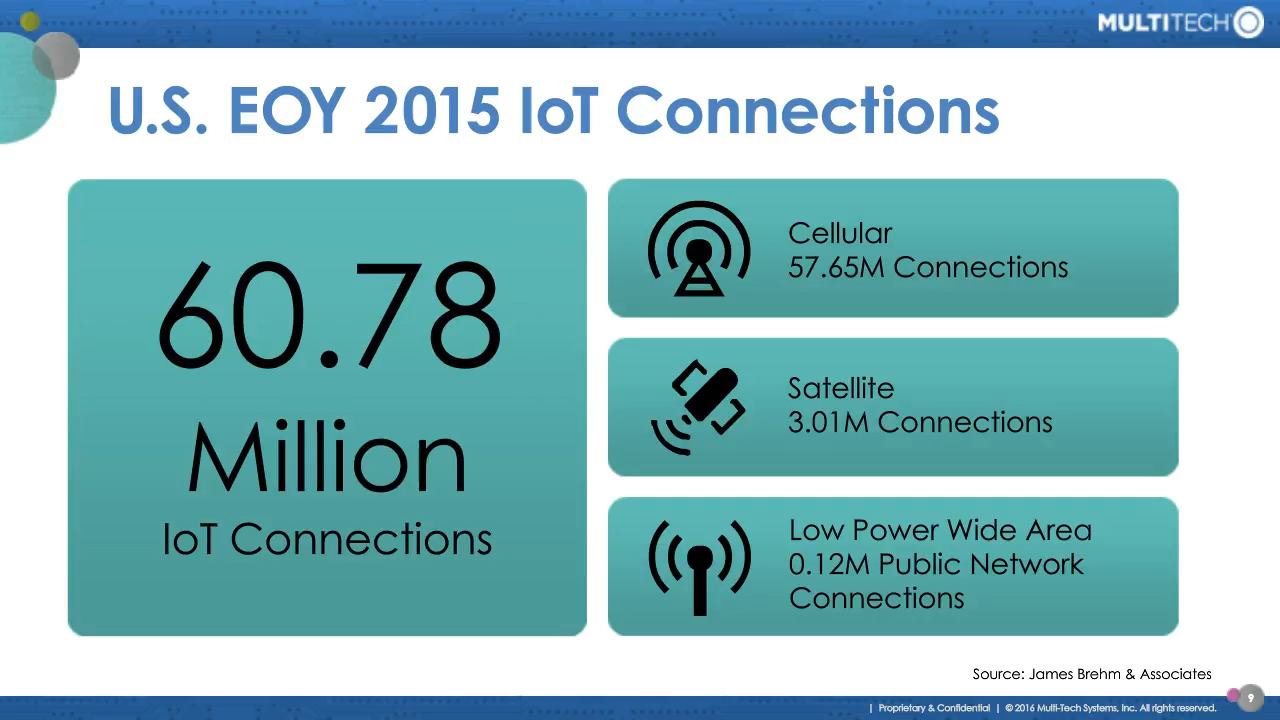 MULTITECH
U.S. EOY 2015 IoT Connections
60.78
Million
IoT Connections
Cellular
57.65M Connections
Satellite
3.01M Connections
Low Power Wide Area
0.12M Public Network
Connections
Source: James Brehm & Associates
| Proprietary & Confidential | © 2016 Multi-Tech Systems, Inc. All rights reserved.
9